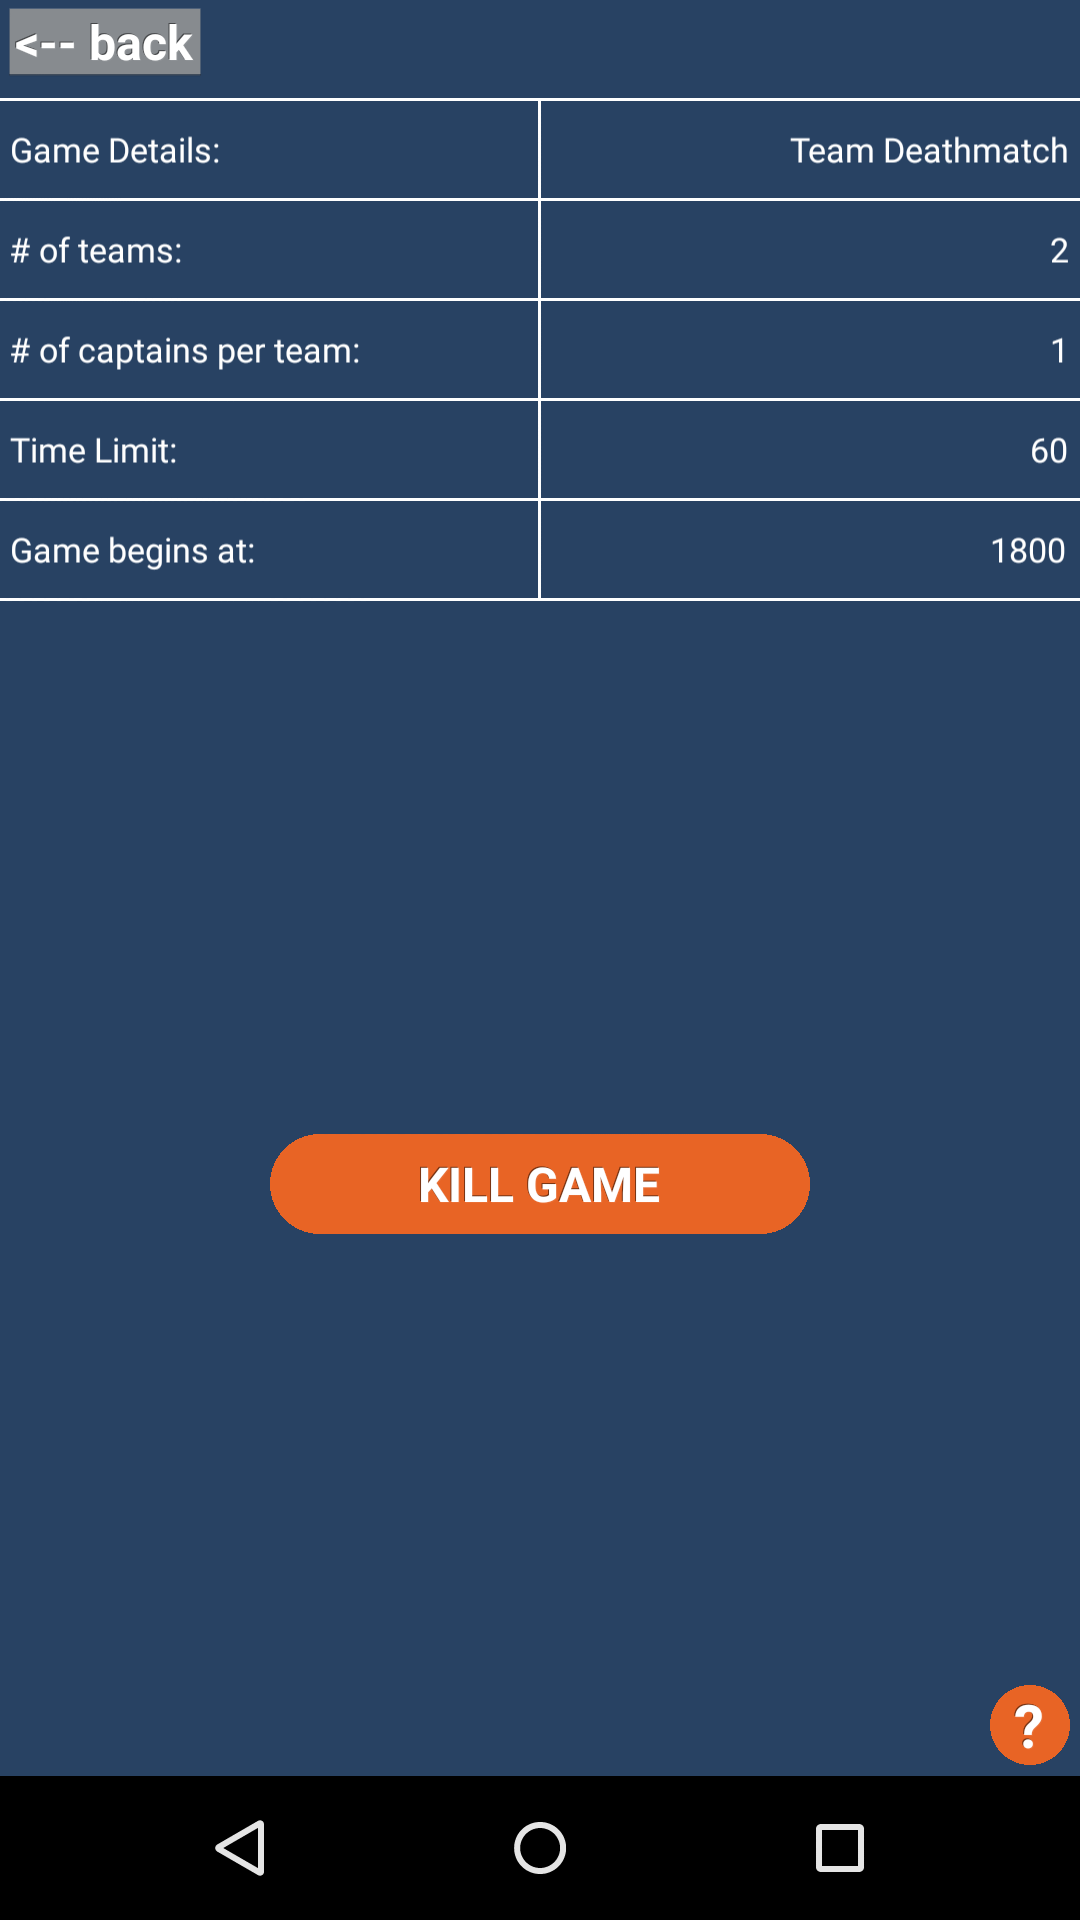 <-- back
Game Details: Team Deathmatch
# of teams: 2
# of captains per team: 1
Time Limit: 60
Game begins at: 1800
KILL GAME
?